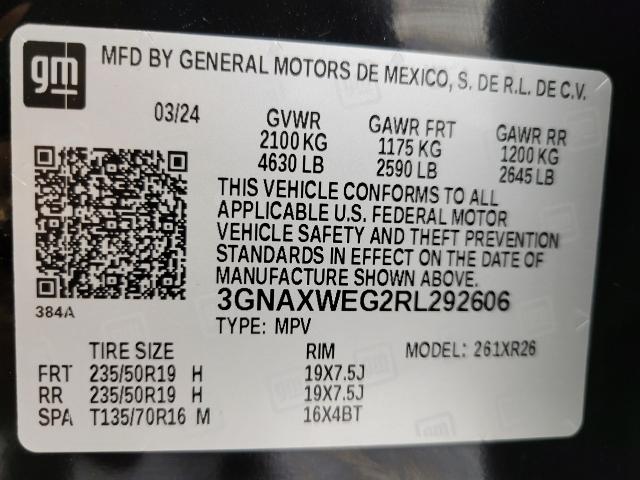 gm
MFD BY GENERAL MOTORS DE MEXICO, S. DE R.L. DE C.V.
03/24 GVWR GAWR FRT GAWR RR
2100 KG 1175 KG 1200 KG
4630 LB 2590 LB 2645 LB
THIS VEHICLE CONFORMS TO ALL
APPLICABLE U.S. FEDERAL MOTOR
VEHICLE SAFETY AND THEFT PREVENTION
STANDARDS IN EFFECT ON THE DATE OF
MANUFACTURE SHOWN ABOVE.
384A 3GNAXWEG2RL292606
TYPE: MPV
TIRE SIZE RIM MODEL: 261XR26
FRT 235/50R19 H 19X7.5J
RR 235/50R19 H 19X7.5J
SPA T135/70R16 M 16X4BT